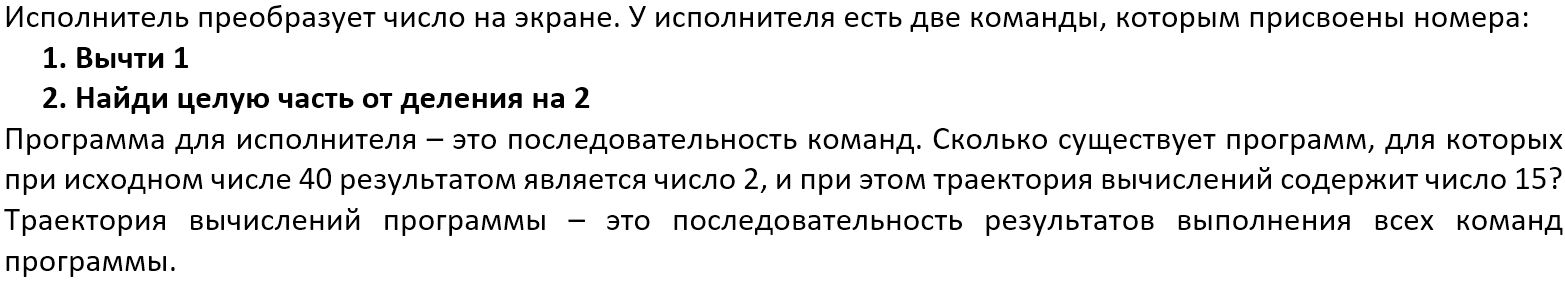 Исполнитель преобразует число на экране. У исполнителя есть две команды, которым присвоены номера:
1. Вычти 1
2. Найди целую часть от деления на 2
Программа для исполнителя – это последовательность команд. Сколько существует программ, для которых
при исходном числе 40 результатом является число 2, и при этом траектория вычислений содержит число 15?
Траектория вычислений программы – это последовательность результатов выполнения всех команд
программы.